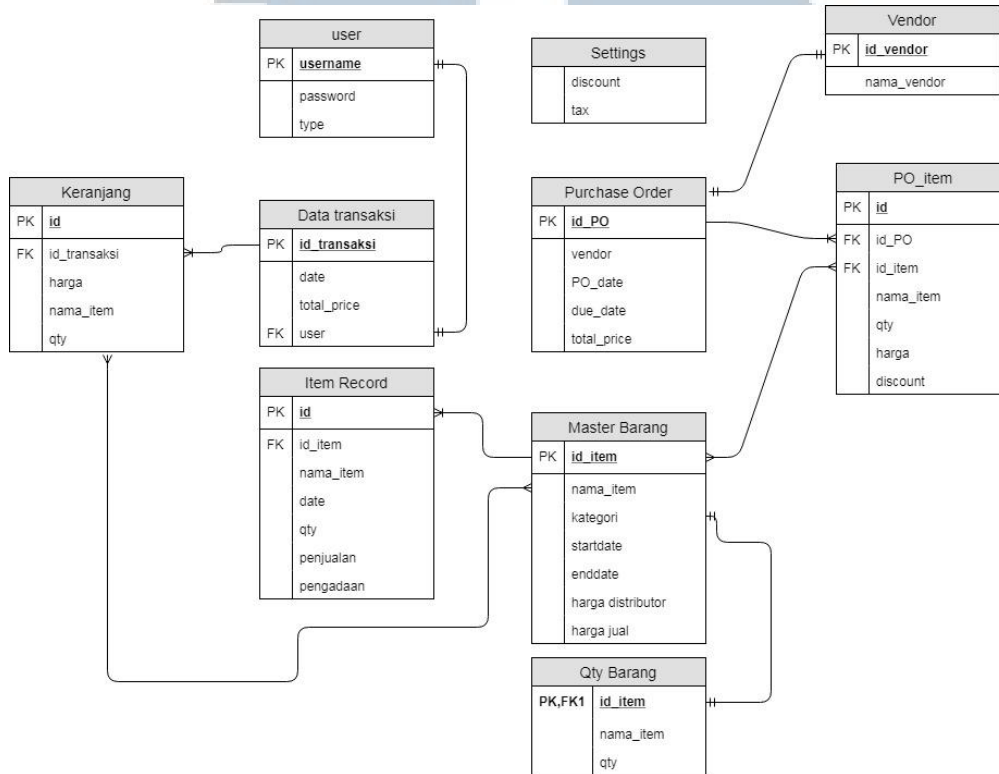 user
PK username
password
type
Settings
discount
tax
Vendor
PK id_vendor
nama_vendor
Keranjang
PK id
FK id_transaksi
harga
nama_item
qty
Data transaksi
PK id_transaksi
date
total_price
FK user
Purchase Order
PK id_PO
vendor
PO_date
due_date
total_price
PO_item
PK id
FK id_PO
FK id_item
nama_item
qty
harga
discount
Item Record
PK id
FK id_item
nama_item
date
qty
penjualan
pengadaan
Master Barang
PK id_item
nama_item
kategori
startdate
enddate
harga distributor
harga jual
Qty Barang
PK,FK1 id_item
nama_item
qty